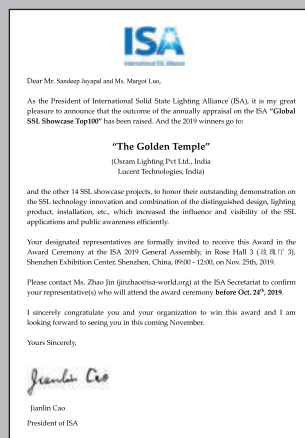 ISA
International SSL Alliance
Dear Mr. Sandeep Jayapal and Ms. Margot Luo,
As the President of International Solid State Lighting Alliance (ISA), it is my great
pleasure to announce that the outcome of the annually appraisal on the ISA "Global
SSL Showcase Top100" has been raised. And the 2019 winners go to:
"The Golden Temple"
(Osram Lighting Pvt Ltd., India
Lucent Technologies, India)
and the other 14 SSL showcase projects, to honor their outstanding demonstration on
the SSL technology innovation and combination of the distinguished design, lighting
product, installation, etc., which increased the influence and visibility of the SSL
applications and public awareness efficiently.
Your designated representatives are formally invited to receive this Award in the
Award Ceremony at the ISA 2019 General Assembly, in Rose Hall 3 (玫瑰厅 3),
Shenzhen Exhibition Center, Shenzhen, China, 09:00 - 12:00, on Nov. 25th, 2019.
Please contact Ms. Zhao Jin (jinzhao@isa-world.org) at the ISA Secretariat to confirm
your representative(s) who will attend the award ceremony before Oct. 24th, 2019.
I sincerely congratulate you and your organization to win this award and I am
looking forward to seeing you in this coming November.
Yours Sincerely,
Jianlin Cao
Jianlin Cao
President of ISA